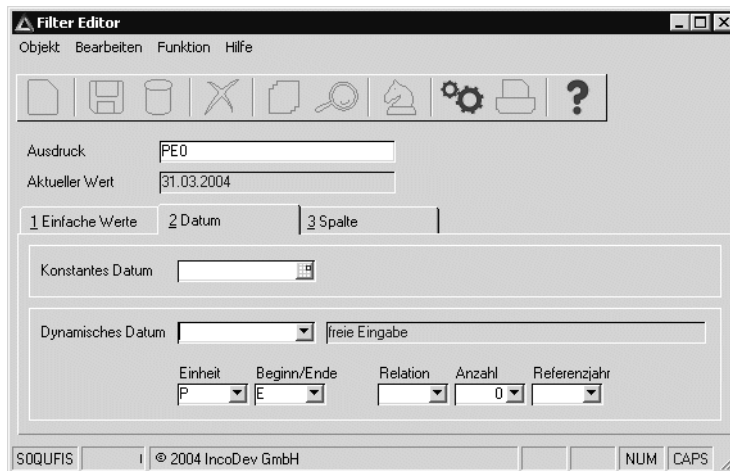 Filter Editor
Objekt Bearbeiten Funktion Hilfe
?
Ausdruck PE0
Aktueller Wert 31.03.2004
1 Einfache Werte 2 Datum 3 Spalte
Konstantes Datum
Dynamisches Datum freie Eingabe
Einheit Beginn/Ende Relation Anzahl Referenzjahr
P E 0
S0QUFIS I © 2004 IncoDev GmbH NUM CAPS